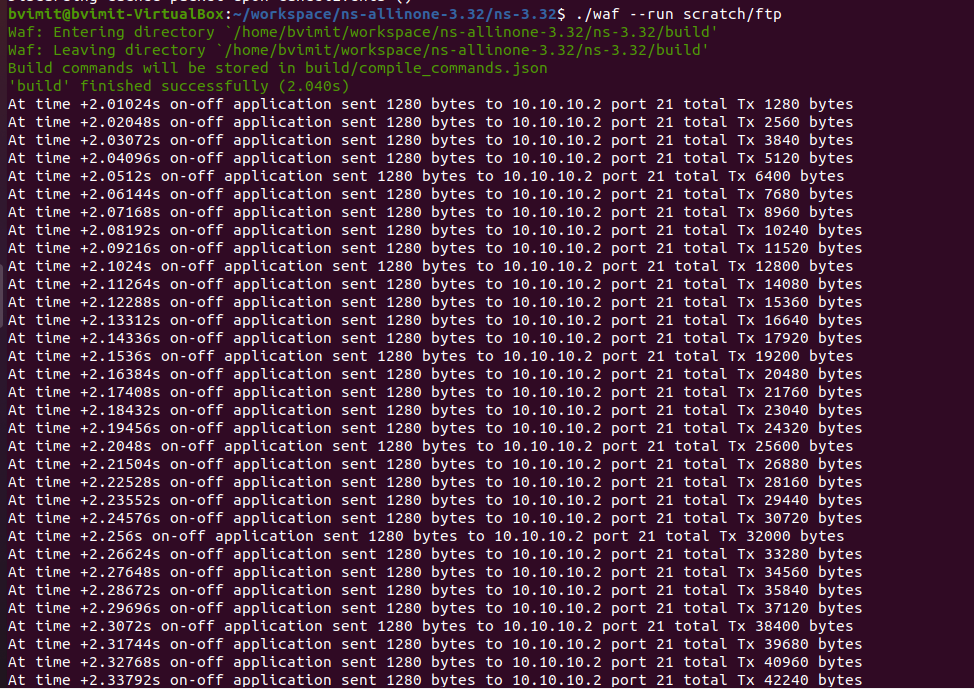 bvimit@bvimit-VirtualBox:~/workspace/ns-allinone-3.32/ns-3.32$ ./waf --run scratch/ftp
Waf: Entering directory `/home/bvimit/workspace/ns-allinone-3.32/ns-3.32/build'
Waf: Leaving directory `/home/bvimit/workspace/ns-allinone-3.32/ns-3.32/build'
Build commands will be stored in build/compile_commands.json
'build' finished successfully (2.040s)
At time +2.01024s on-off application sent 1280 bytes to 10.10.10.2 port 21 total Tx 1280 bytes
At time +2.02048s on-off application sent 1280 bytes to 10.10.10.2 port 21 total Tx 2560 bytes
At time +2.03072s on-off application sent 1280 bytes to 10.10.10.2 port 21 total Tx 3840 bytes
At time +2.04096s on-off application sent 1280 bytes to 10.10.10.2 port 21 total Tx 5120 bytes
At time +2.0512s on-off application sent 1280 bytes to 10.10.10.2 port 21 total Tx 6400 bytes
At time +2.06144s on-off application sent 1280 bytes to 10.10.10.2 port 21 total Tx 7680 bytes
At time +2.07168s on-off application sent 1280 bytes to 10.10.10.2 port 21 total Tx 8960 bytes
At time +2.08192s on-off application sent 1280 bytes to 10.10.10.2 port 21 total Tx 10240 bytes
At time +2.09216s on-off application sent 1280 bytes to 10.10.10.2 port 21 total Tx 11520 bytes
At time +2.1024s on-off application sent 1280 bytes to 10.10.10.2 port 21 total Tx 12800 bytes
At time +2.11264s on-off application sent 1280 bytes to 10.10.10.2 port 21 total Tx 14080 bytes
At time +2.12288s on-off application sent 1280 bytes to 10.10.10.2 port 21 total Tx 15360 bytes
At time +2.13312s on-off application sent 1280 bytes to 10.10.10.2 port 21 total Tx 16640 bytes
At time +2.14336s on-off application sent 1280 bytes to 10.10.10.2 port 21 total Tx 17920 bytes
At time +2.1536s on-off application sent 1280 bytes to 10.10.10.2 port 21 total Tx 19200 bytes
At time +2.16384s on-off application sent 1280 bytes to 10.10.10.2 port 21 total Tx 20480 bytes
At time +2.17408s on-off application sent 1280 bytes to 10.10.10.2 port 21 total Tx 21760 bytes
At time +2.18432s on-off application sent 1280 bytes to 10.10.10.2 port 21 total Tx 23040 bytes
At time +2.19456s on-off application sent 1280 bytes to 10.10.10.2 port 21 total Tx 24320 bytes
At time +2.2048s on-off application sent 1280 bytes to 10.10.10.2 port 21 total Tx 25600 bytes
At time +2.21504s on-off application sent 1280 bytes to 10.10.10.2 port 21 total Tx 26880 bytes
At time +2.22528s on-off application sent 1280 bytes to 10.10.10.2 port 21 total Tx 28160 bytes
At time +2.23552s on-off application sent 1280 bytes to 10.10.10.2 port 21 total Tx 29440 bytes
At time +2.24576s on-off application sent 1280 bytes to 10.10.10.2 port 21 total Tx 30720 bytes
At time +2.256s on-off application sent 1280 bytes to 10.10.10.2 port 21 total Tx 32000 bytes
At time +2.26624s on-off application sent 1280 bytes to 10.10.10.2 port 21 total Tx 33280 bytes
At time +2.27648s on-off application sent 1280 bytes to 10.10.10.2 port 21 total Tx 34560 bytes
At time +2.28672s on-off application sent 1280 bytes to 10.10.10.2 port 21 total Tx 35840 bytes
At time +2.29696s on-off application sent 1280 bytes to 10.10.10.2 port 21 total Tx 37120 bytes
At time +2.3072s on-off application sent 1280 bytes to 10.10.10.2 port 21 total Tx 38400 bytes
At time +2.31744s on-off application sent 1280 bytes to 10.10.10.2 port 21 total Tx 39680 bytes
At time +2.32768s on-off application sent 1280 bytes to 10.10.10.2 port 21 total Tx 40960 bytes
At time +2.33792s on-off application sent 1280 bytes to 10.10.10.2 port 21 total Tx 42240 bytes